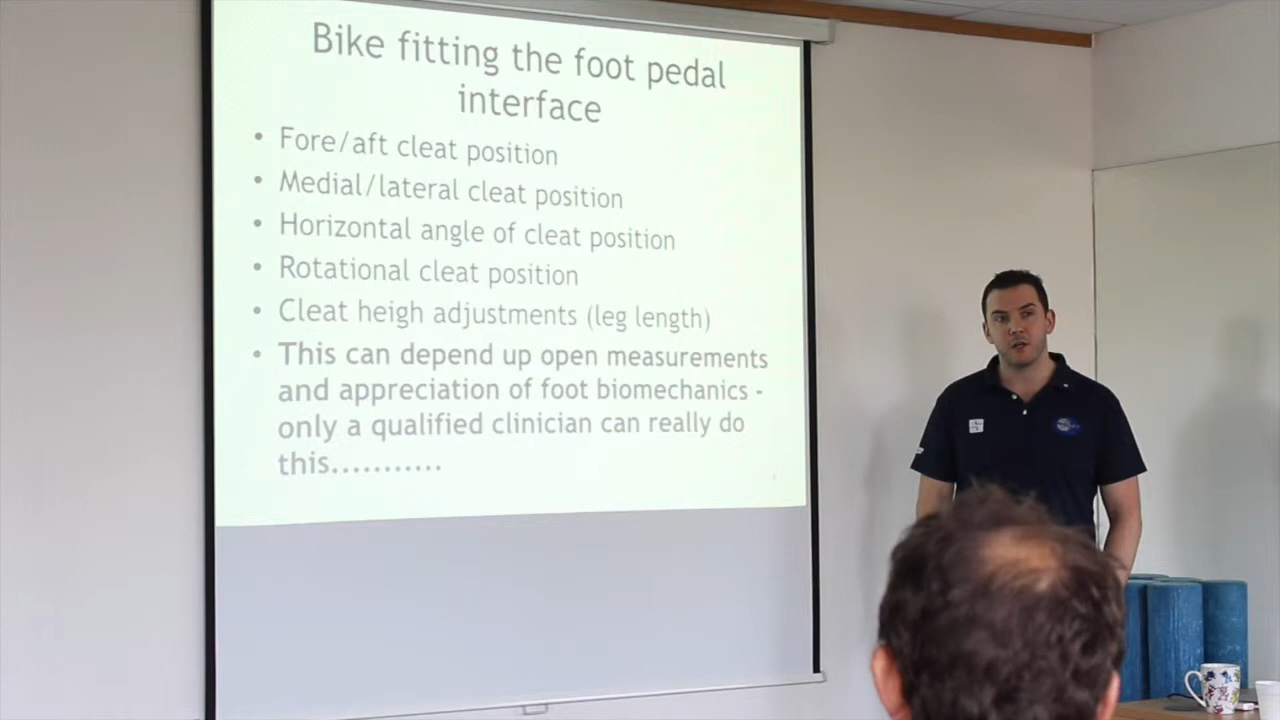 Bike fitting the foot pedal
interface
• Fore/aft cleat position
• Medial/lateral cleat position
• Horizontal angle of cleat position
• Rotational cleat position
• Cleat heigh adjustments (leg length)
• This can depend up open measurements
and appreciation of foot biomechanics -
only a qualified clinician can really do
this...........